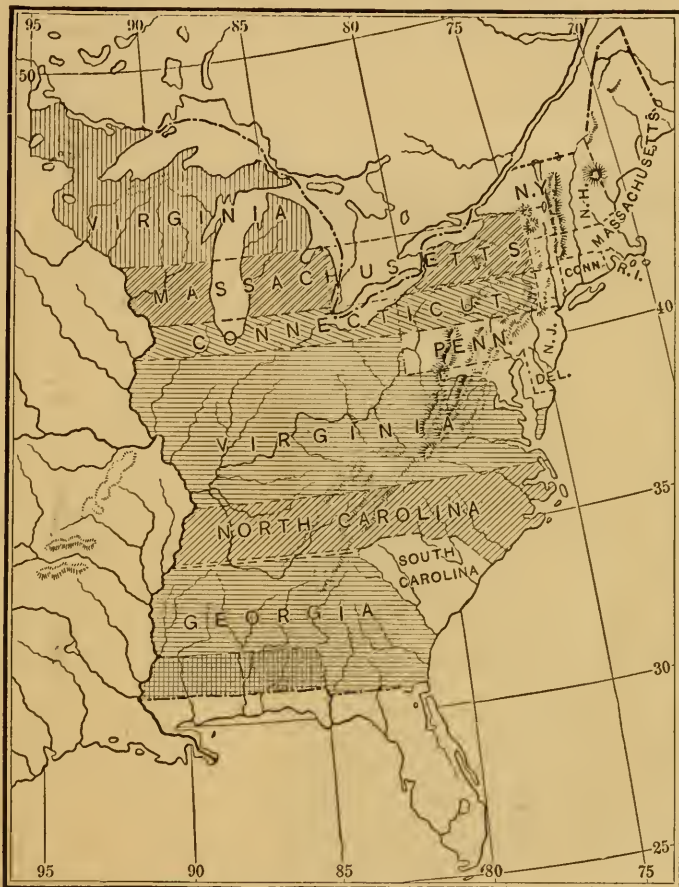 95 90 85 80 75 70
50
N.Y.
N.H.
MASSACHUSETTS
VIRGINIA
MASSACHUSETTS
CONN.
R.I.
CONNECTICUT
40
PENN.
N.J.
DEL.
VIRGINIA
35
NORTH CAROLINA
SOUTH
CAROLINA
GEORGIA
30
25
95 90 85 80 75